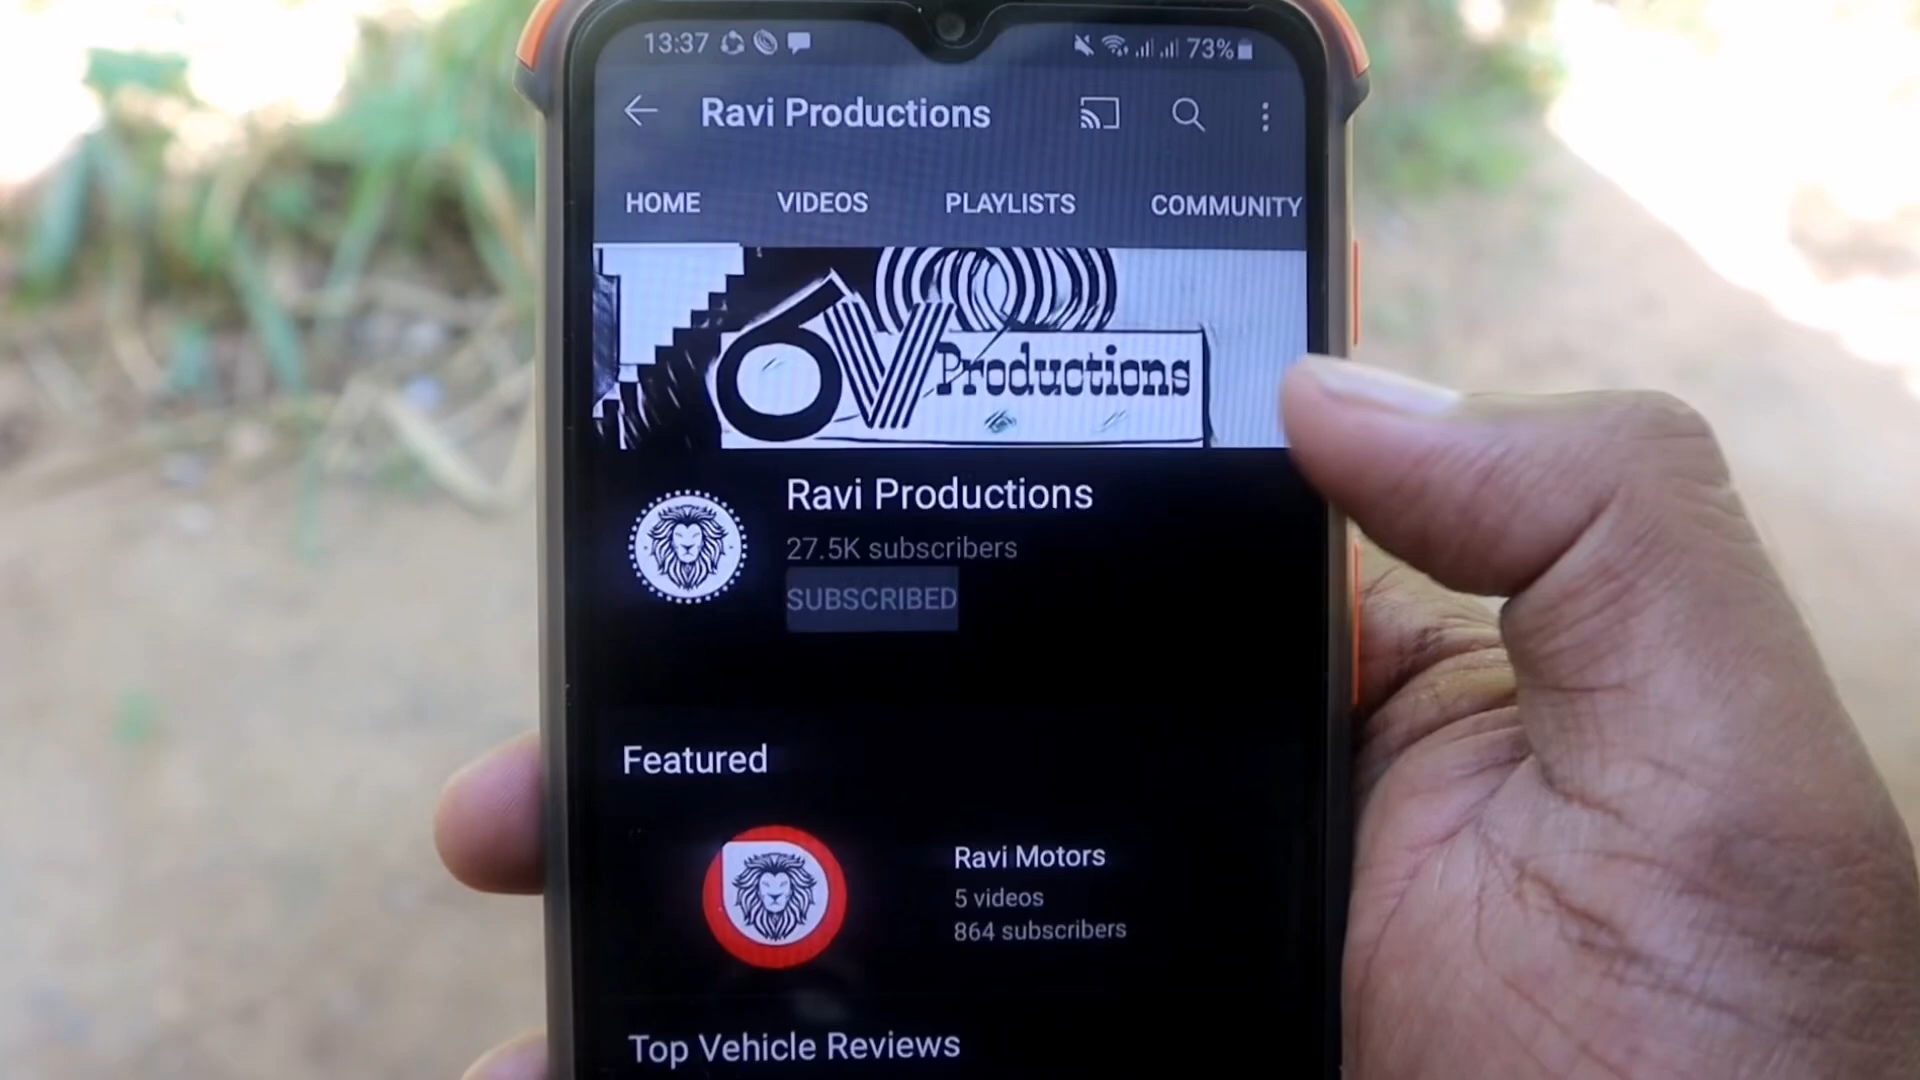 13:37
73%
Ravi Productions
HOME VIDEOS PLAYLISTS COMMUNITY
Productions
Ravi Productions
27.5K subscribers
SUBSCRIBED
Featured
Ravi Motors
5 videos
864 subscribers
Top Vehicle Reviews